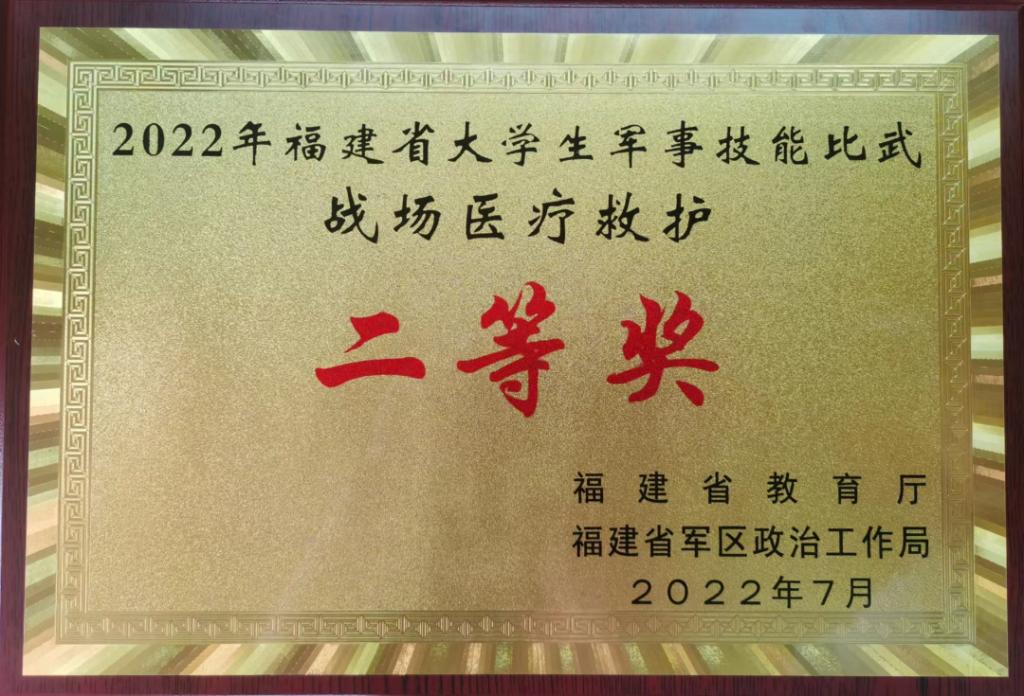 2022年福建省大学生军事技能比武
战场医疗救护
二等奖
福建省教育厅
福建省军区政治工作局
2022年7月